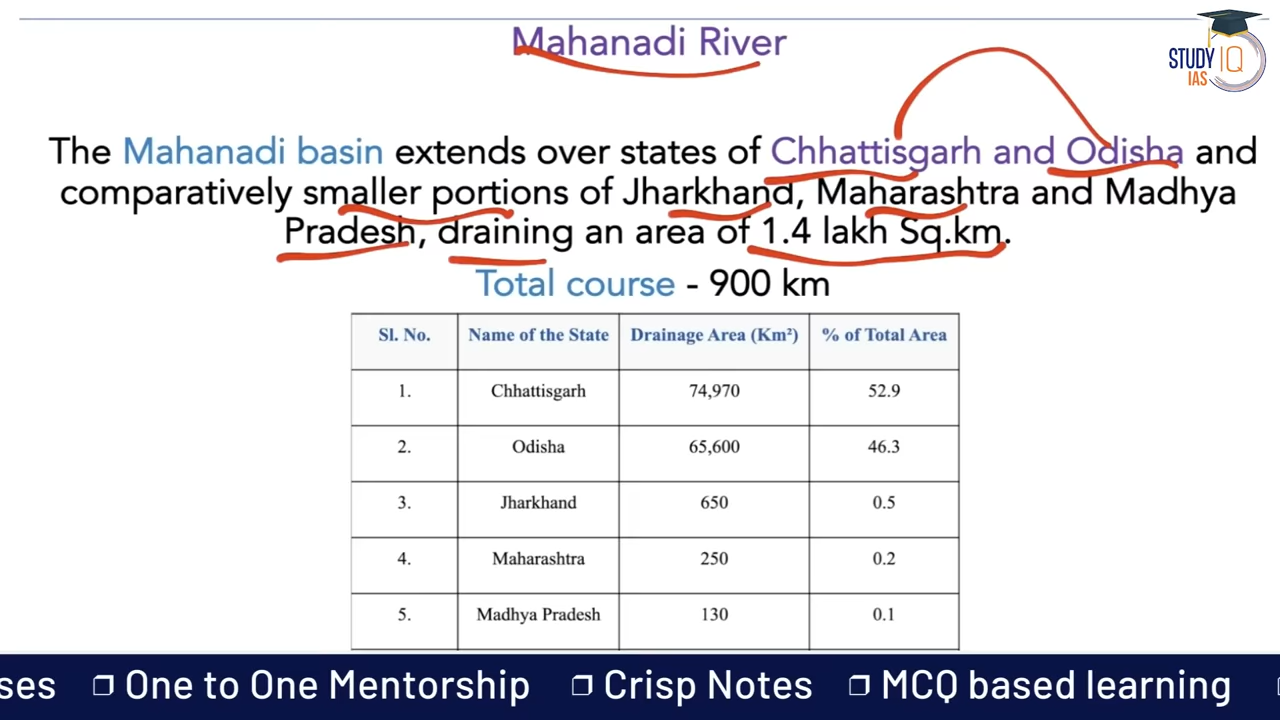 Mahanadi River
STUDY IQ
IAS
The Mahanadi basin extends over states of Chhattisgarh and Odisha and
comparatively smaller portions of Jharkhand, Maharashtra and Madhya
Pradesh, draining an area of 1.4 lakh Sq.km.
Total course - 900 km
Sl. No. Name of the State Drainage Area (Km²) % of Total Area
1. Chhattisgarh 74,970 52.9
2. Odisha 65,600 46.3
3. Jharkhand 650 0.5
4. Maharashtra 250 0.2
5. Madhya Pradesh 130 0.1
ses ❐ One to One Mentorship ❐ Crisp Notes ❐ MCQ based learning